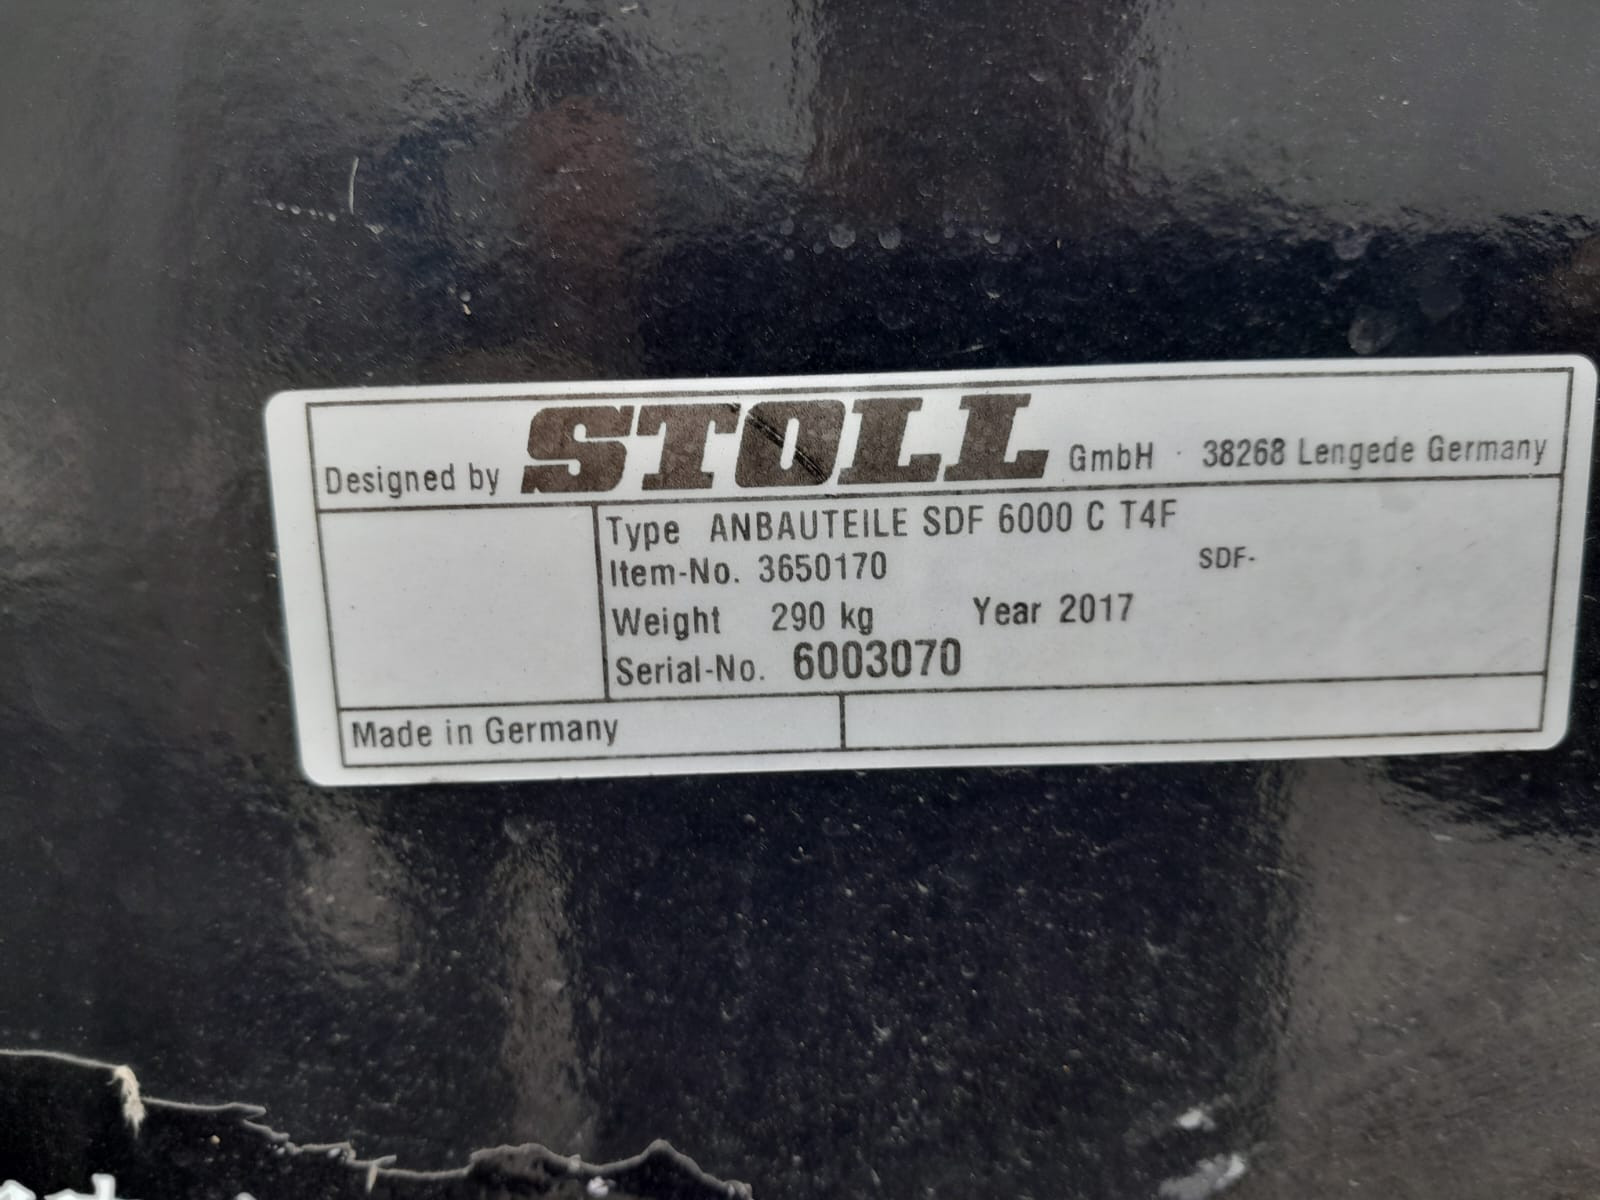 Designed by STOLL GmbH · 38268 Lengede Germany
Type ANBAUTEILE SDF 6000 C T4F
Item-No. 3650170 SDF-
Weight 290 kg Year 2017
Serial-No. 6003070
Made in Germany